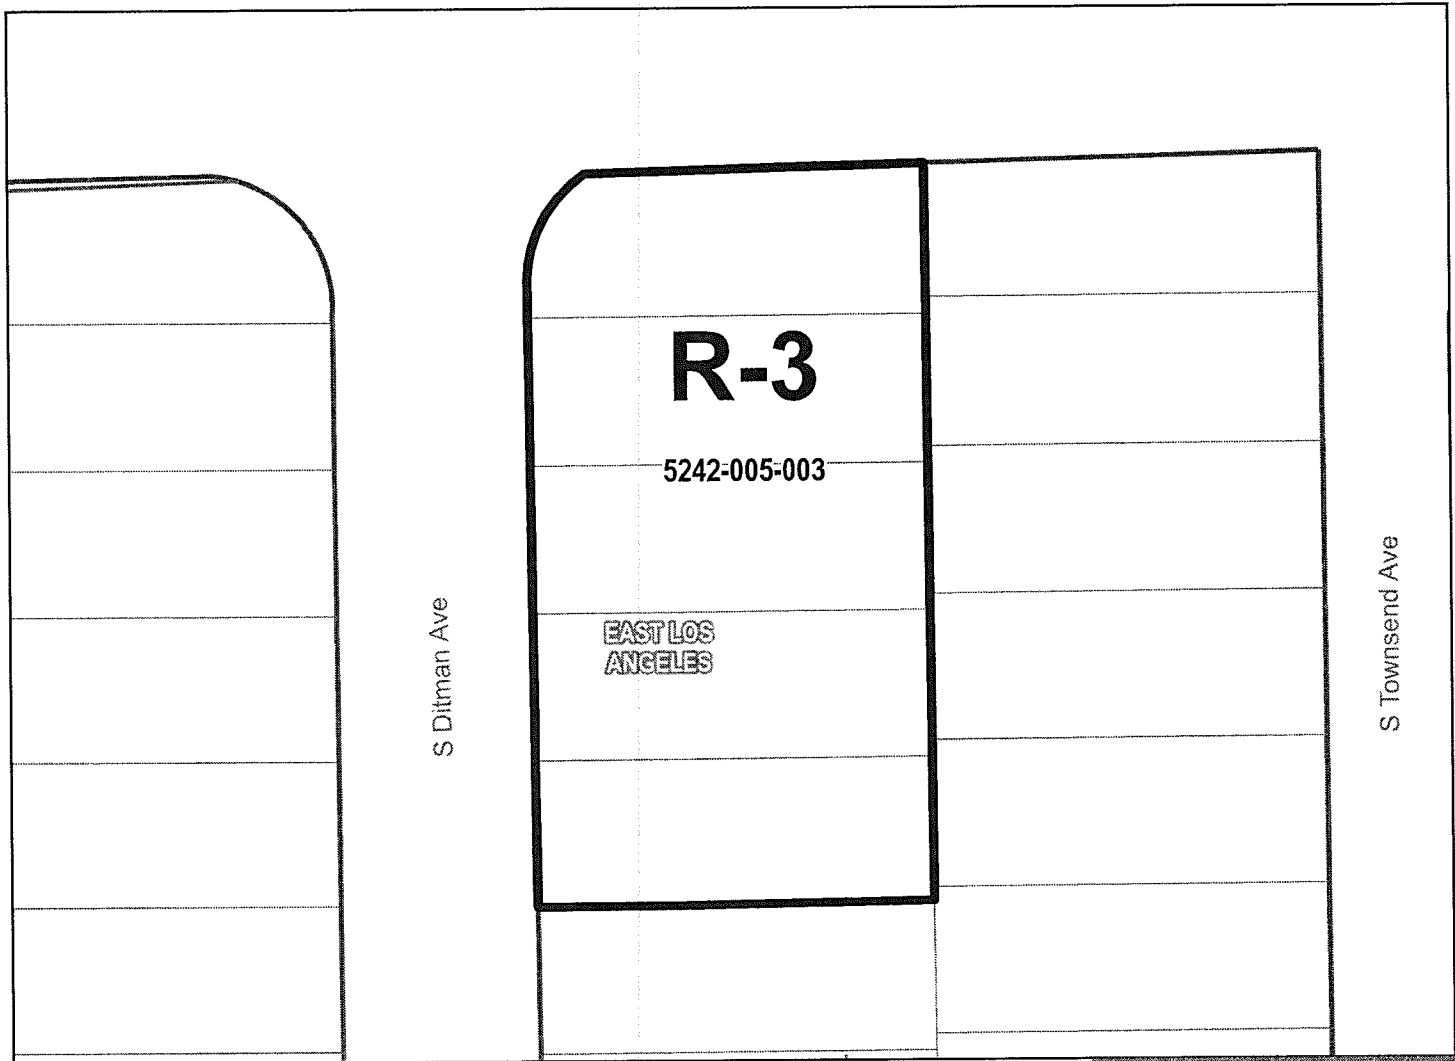 R-3
5242-005-003
EAST LOS
ANGELES
S Ditman Ave
S Townsend Ave